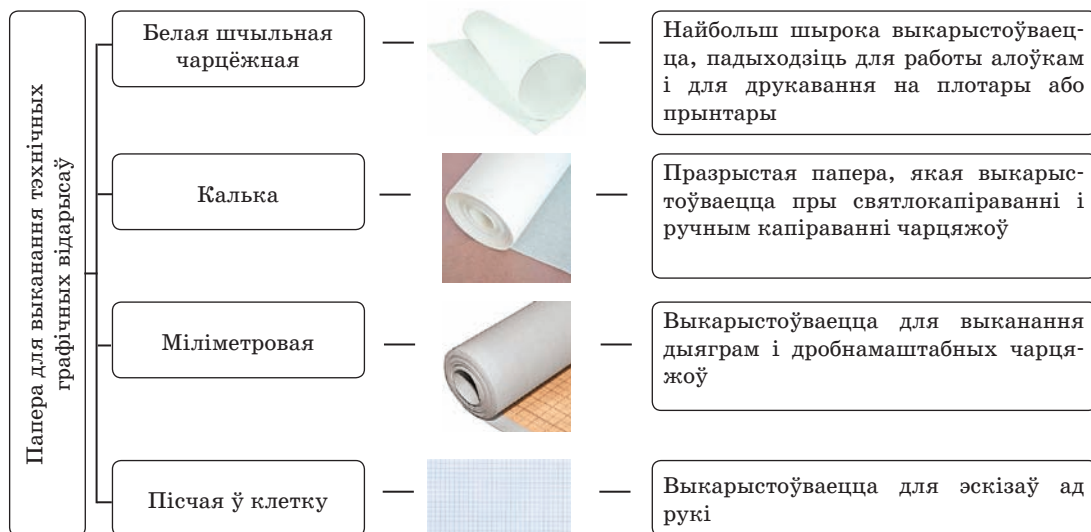 Папера для выканання тэхнічных
графічных відарысаў
Белая шчыльная
чарцёжная
Найбольш шырока выкарыстоўваец-
ца, падыходзіць для работы алоўкам
і для друкавання на плотары або
прынтары
Калька
Празрыстая папера, якая выкарыс-
тоўваецца пры святлокапіраванні і
ручным капіраванні чарцяжоў
Міліметровая
Выкарыстоўваецца для выканання
дыяграм і дробнамаштабных чарця-
жоў
Пісчая ў клетку
Выкарыстоўваецца для эскізаў ад
рукі